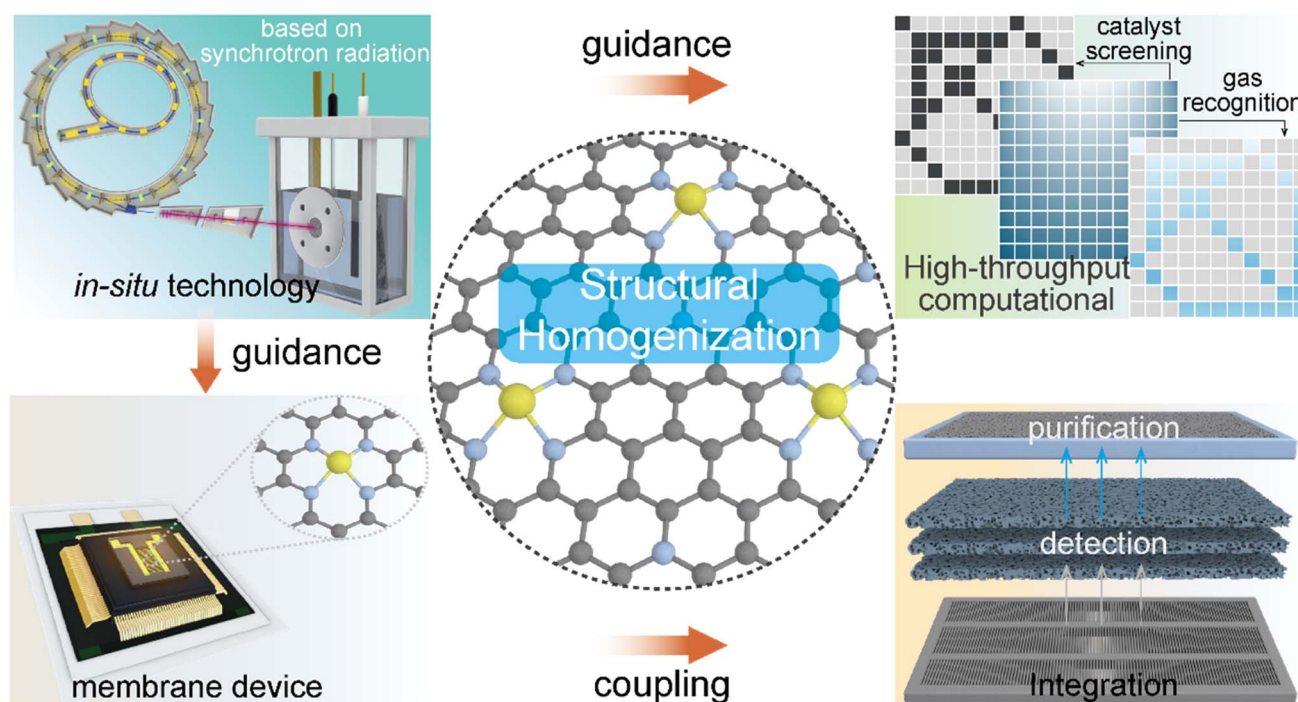 based on
synchrotron radiation
in-situ technology
guidance
guidance
catalyst
screening
gas
recognition
High-throughput
computational
Structural
Homogenization
membrane device
coupling
purification
detection
Integration